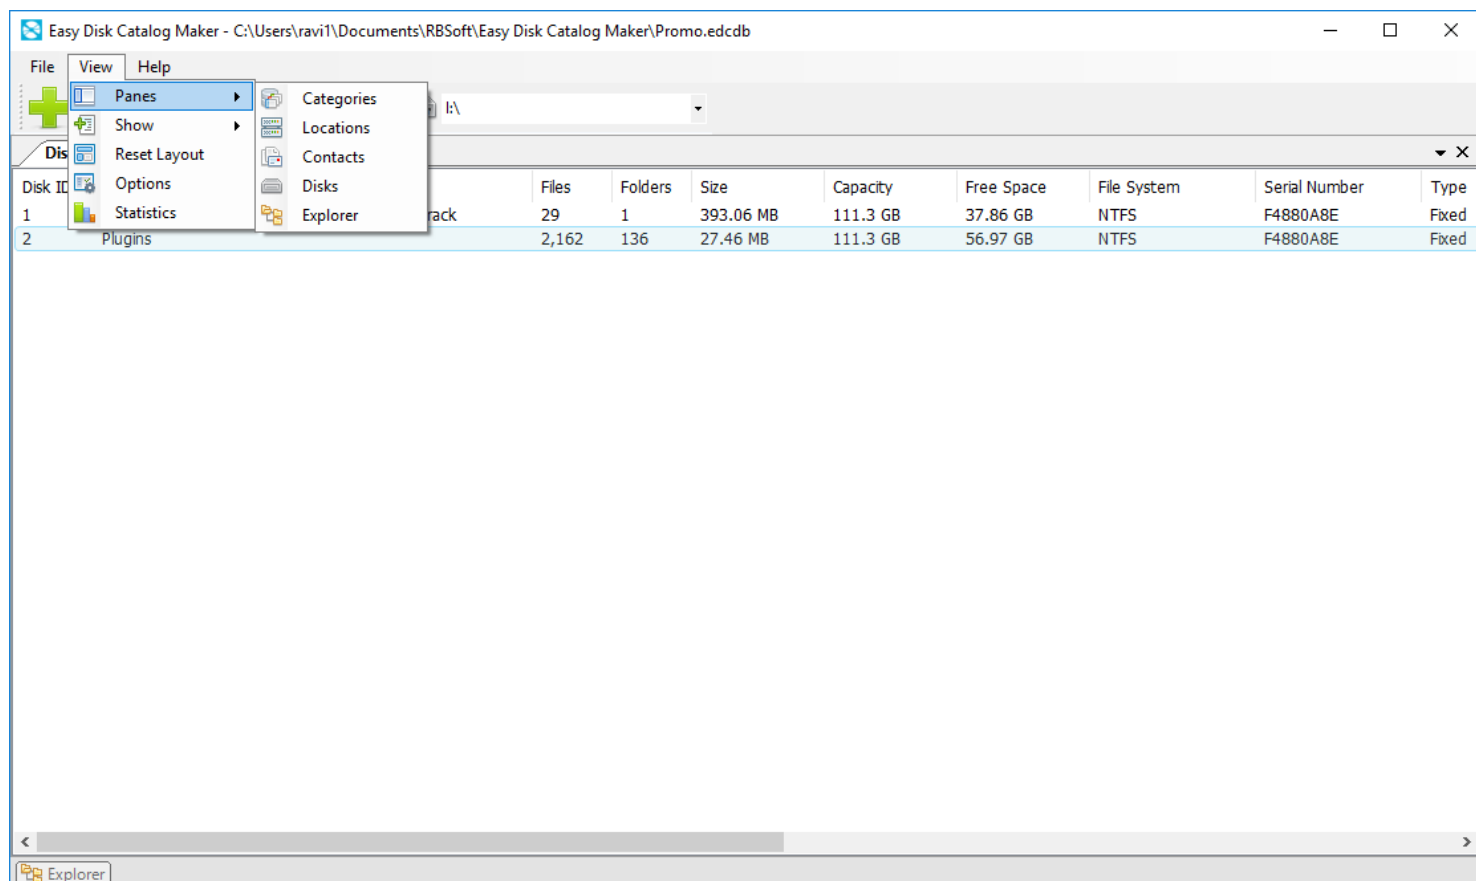 Easy Disk Catalog Maker - C:\Users\ravi1\Documents\RBSoft\Easy Disk Catalog Maker\Promo.edcdb
File View Help
Panes
Show
Reset Layout
Options
Statistics
Categories
Locations
Contacts
Disks
Explorer
I:\
Dis
Disk ID Files Folders Size Capacity Free Space File System Serial Number Type
1 rack 29 1 393.06 MB 111.3 GB 37.86 GB NTFS F4880A8E Fixed
2 Plugins 2,162 136 27.46 MB 111.3 GB 56.97 GB NTFS F4880A8E Fixed
Explorer